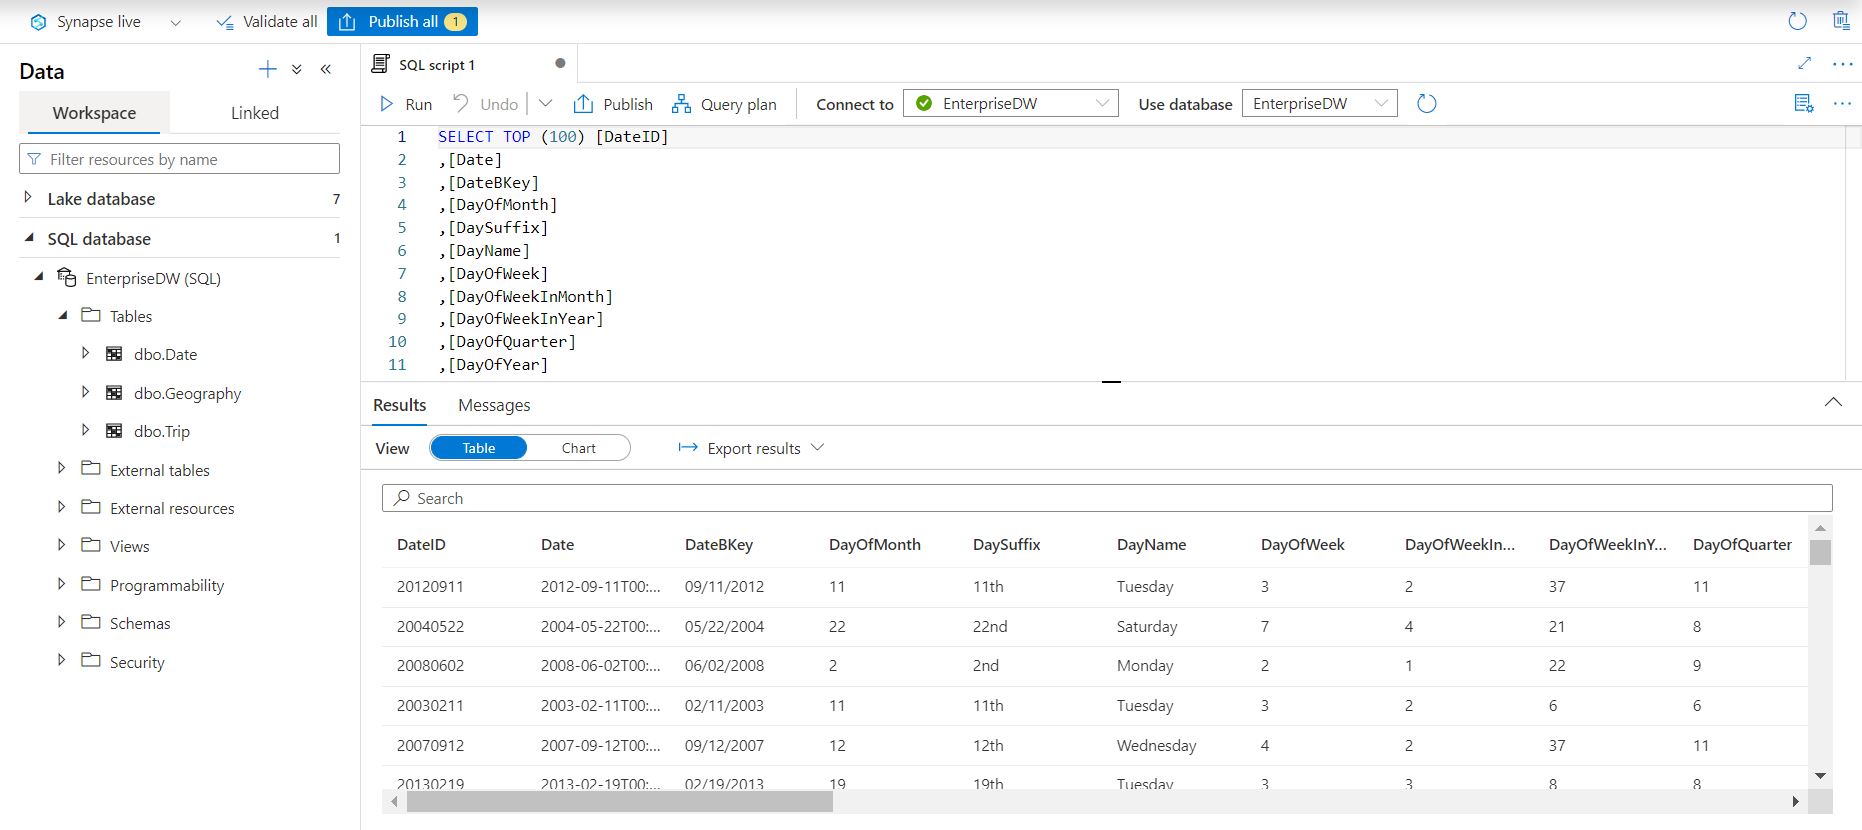 Synapse live
Validate all
Publish all 1
Data
Workspace Linked
Filter resources by name
Lake database 7
SQL database 1
EnterpriseDW (SQL)
Tables
dbo.Date
dbo.Geography
dbo.Trip
External tables
External resources
Views
Programmability
Schemas
Security
SQL script 1
Run Undo Publish Query plan Connect to EnterpriseDW Use database EnterpriseDW
1 SELECT TOP (100) [DateID]
2 ,[Date]
3 ,[DateBKey]
4 ,[DayOfMonth]
5 ,[DaySuffix]
6 ,[DayName]
7 ,[DayOfWeek]
8 ,[DayOfWeekInMonth]
9 ,[DayOfWeekInYear]
10 ,[DayOfQuarter]
11 ,[DayOfYear]
Results Messages
View Table Chart Export results
Search
DateID Date DateBKey DayOfMonth DaySuffix DayName DayOfWeek DayOfWeekIn... DayOfWeekInY... DayOfQuarter
20120911 2012-09-11T00:... 09/11/2012 11 11th Tuesday 3 2 37 11
20040522 2004-05-22T00:... 05/22/2004 22 22nd Saturday 7 4 21 8
20080602 2008-06-02T00:... 06/02/2008 2 2nd Monday 2 1 22 9
20030211 2003-02-11T00:... 02/11/2003 11 11th Tuesday 3 2 6 6
20070912 2007-09-12T00:... 09/12/2007 12 12th Wednesday 4 2 37 11
20130219 2013-02-19T00:... 02/19/2013 19 19th Tuesday 3 3 8 8